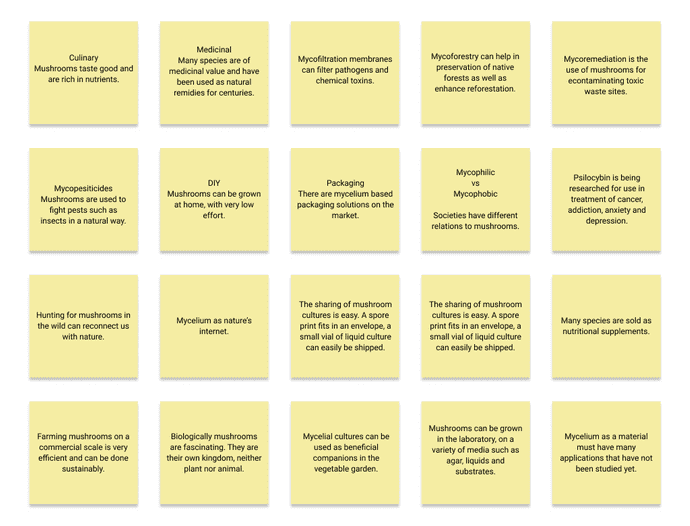 Culinary
Mushrooms taste good and
are rich in nutrients.
Medicinal
Many species are of
medicinal value and have
been used as natural
remidies for centuries.
Mycofiltration membranes
can filter pathogens and
chemical toxins.
Mycoforestry can help in
preservation of native
forests as well as
enhance reforestation.
Mycoremediation is the
use of mushrooms for
econtaminating toxic
waste sites.
Mycopesiticides
Mushrooms are used to
fight pests such as
insects in a natural way.
DIY
Mushrooms can be grown
at home, with very low
effort.
Packaging
There are mycelium based
packaging solutions on the
market.
Mycophilic
vs
Mycophobic
Societies have different
relations to mushrooms.
Psilocybin is being
researched for use in
treatment of cancer,
addiction, anxiety and
depression.
Hunting for mushrooms in
the wild can reconnect us
with nature.
Mycelium as nature's
internet.
The sharing of mushroom
cultures is easy. A spore
print fits in an envelope, a
small vial of liquid culture
can easily be shipped.
The sharing of mushroom
cultures is easy. A spore
print fits in an envelope, a
small vial of liquid culture
can easily be shipped.
Many species are sold as
nutritional supplements.
Farming mushrooms on a
commercial scale is very
efficient and can be done
sustainably.
Biologically mushrooms
are fascinating. They are
their own kingdom, neither
plant nor animal.
Mycelial cultures can be
used as beneficial
companions in the
vegetable garden.
Mushrooms can be grown
in the laboratory, on a
variety of media such as
agar, liquids and
substrates.
Mycelium as a material
must have many
applications that have not
been studied yet.